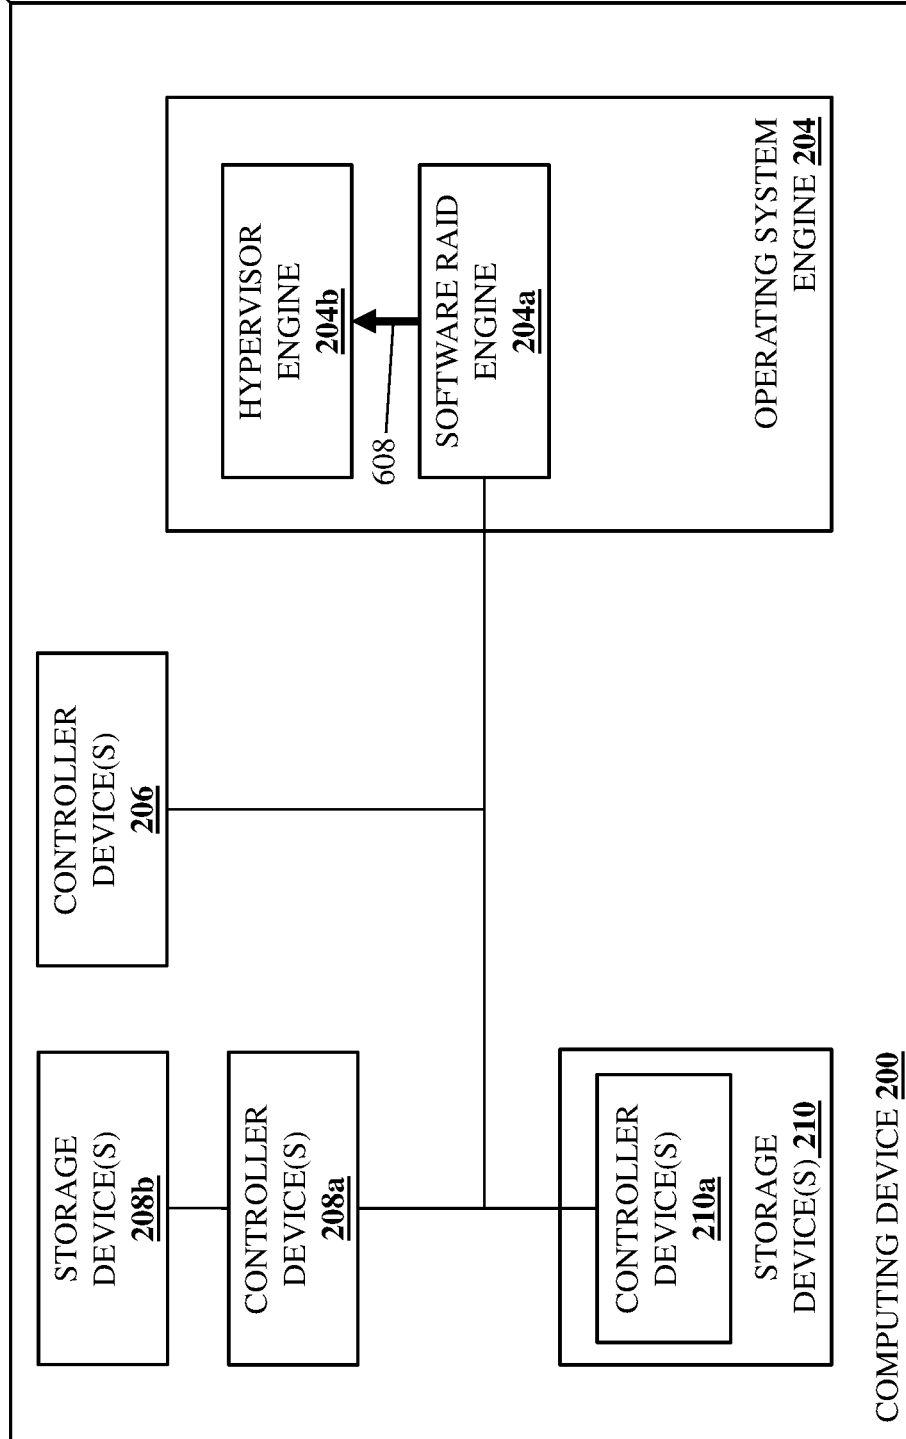 STORAGE
DEVICE(S)
208b
CONTROLLER
DEVICE(S)
206
CONTROLLER
DEVICE(S)
208a
HYPERVISOR
ENGINE
204b
608
SOFTWARE RAID
ENGINE
204a
CONTROLLER
DEVICE(S)
210a
STORAGE
DEVICE(S) 210
OPERATING SYSTEM
ENGINE 204
COMPUTING DEVICE 200